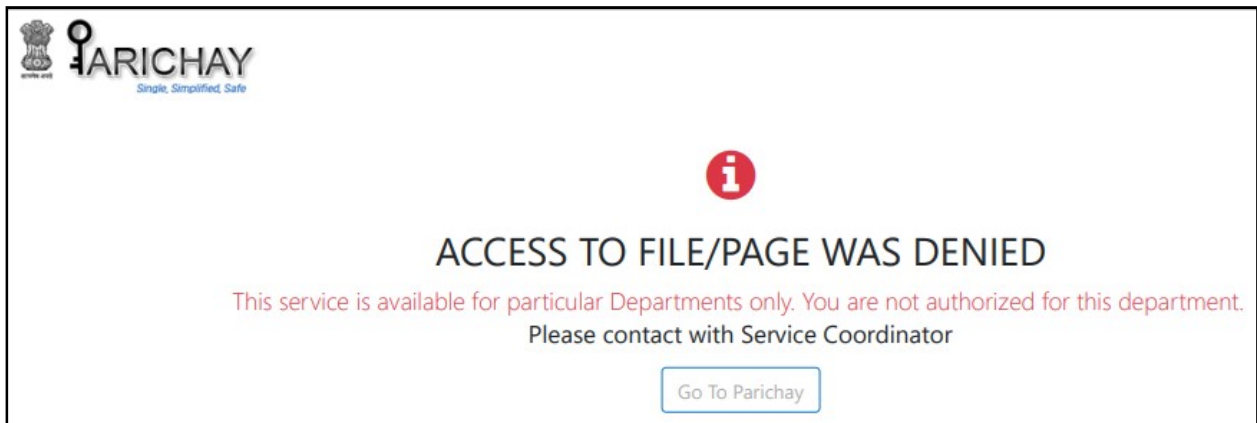 PARICHAY
Single, Simplified, Safe
ACCESS TO FILE/PAGE WAS DENIED
This service is available for particular Departments only. You are not authorized for this department.
Please contact with Service Coordinator
Go To Parichay